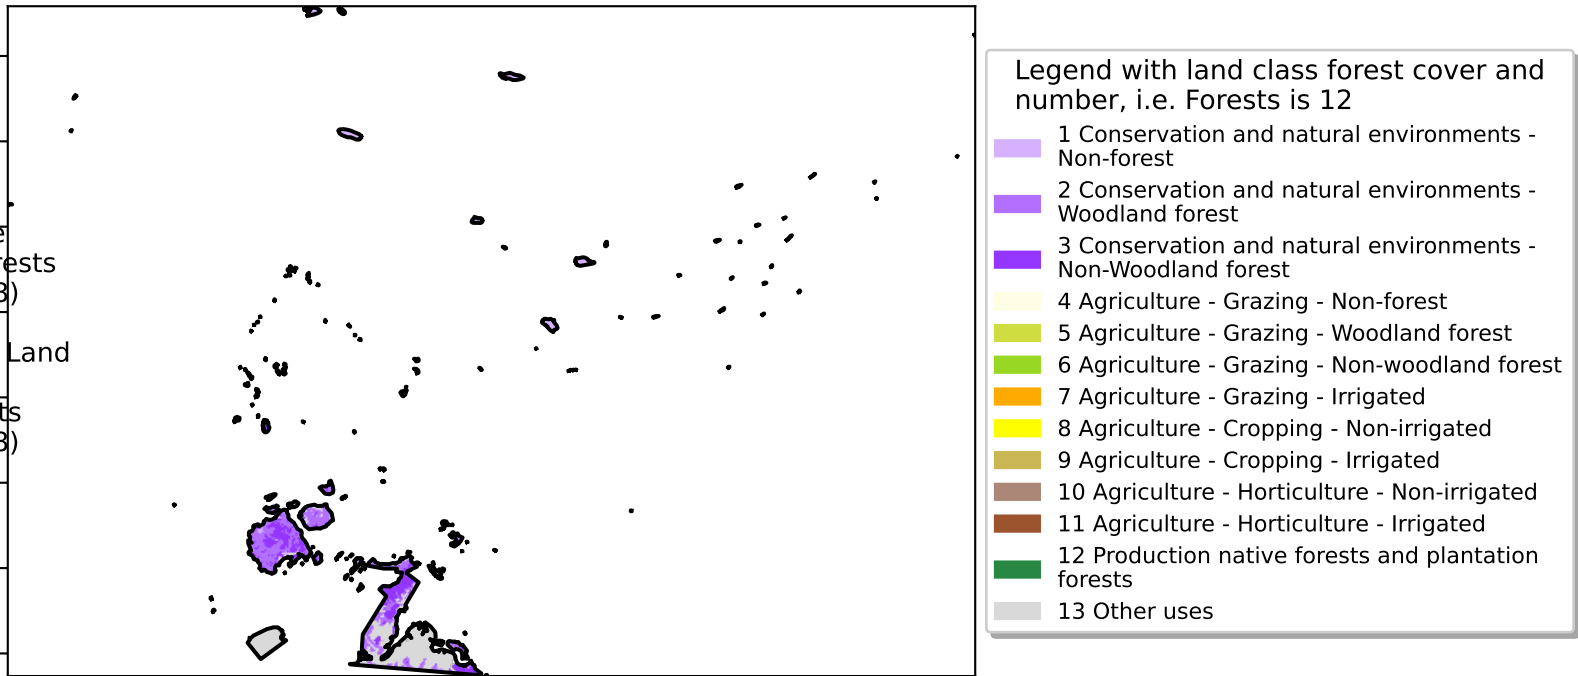 ests
3)
Land
ts
3)
Legend with land class forest cover and
number, i.e. Forests is 12
1 Conservation and natural environments -
Non-forest
2 Conservation and natural environments -
Woodland forest
3 Conservation and natural environments -
Non-Woodland forest
4 Agriculture - Grazing - Non-forest
5 Agriculture - Grazing - Woodland forest
6 Agriculture - Grazing - Non-woodland forest
7 Agriculture - Grazing - Irrigated
8 Agriculture - Cropping - Non-irrigated
9 Agriculture - Cropping - Irrigated
10 Agriculture - Horticulture - Non-irrigated
11 Agriculture - Horticulture - Irrigated
12 Production native forests and plantation
forests
13 Other uses